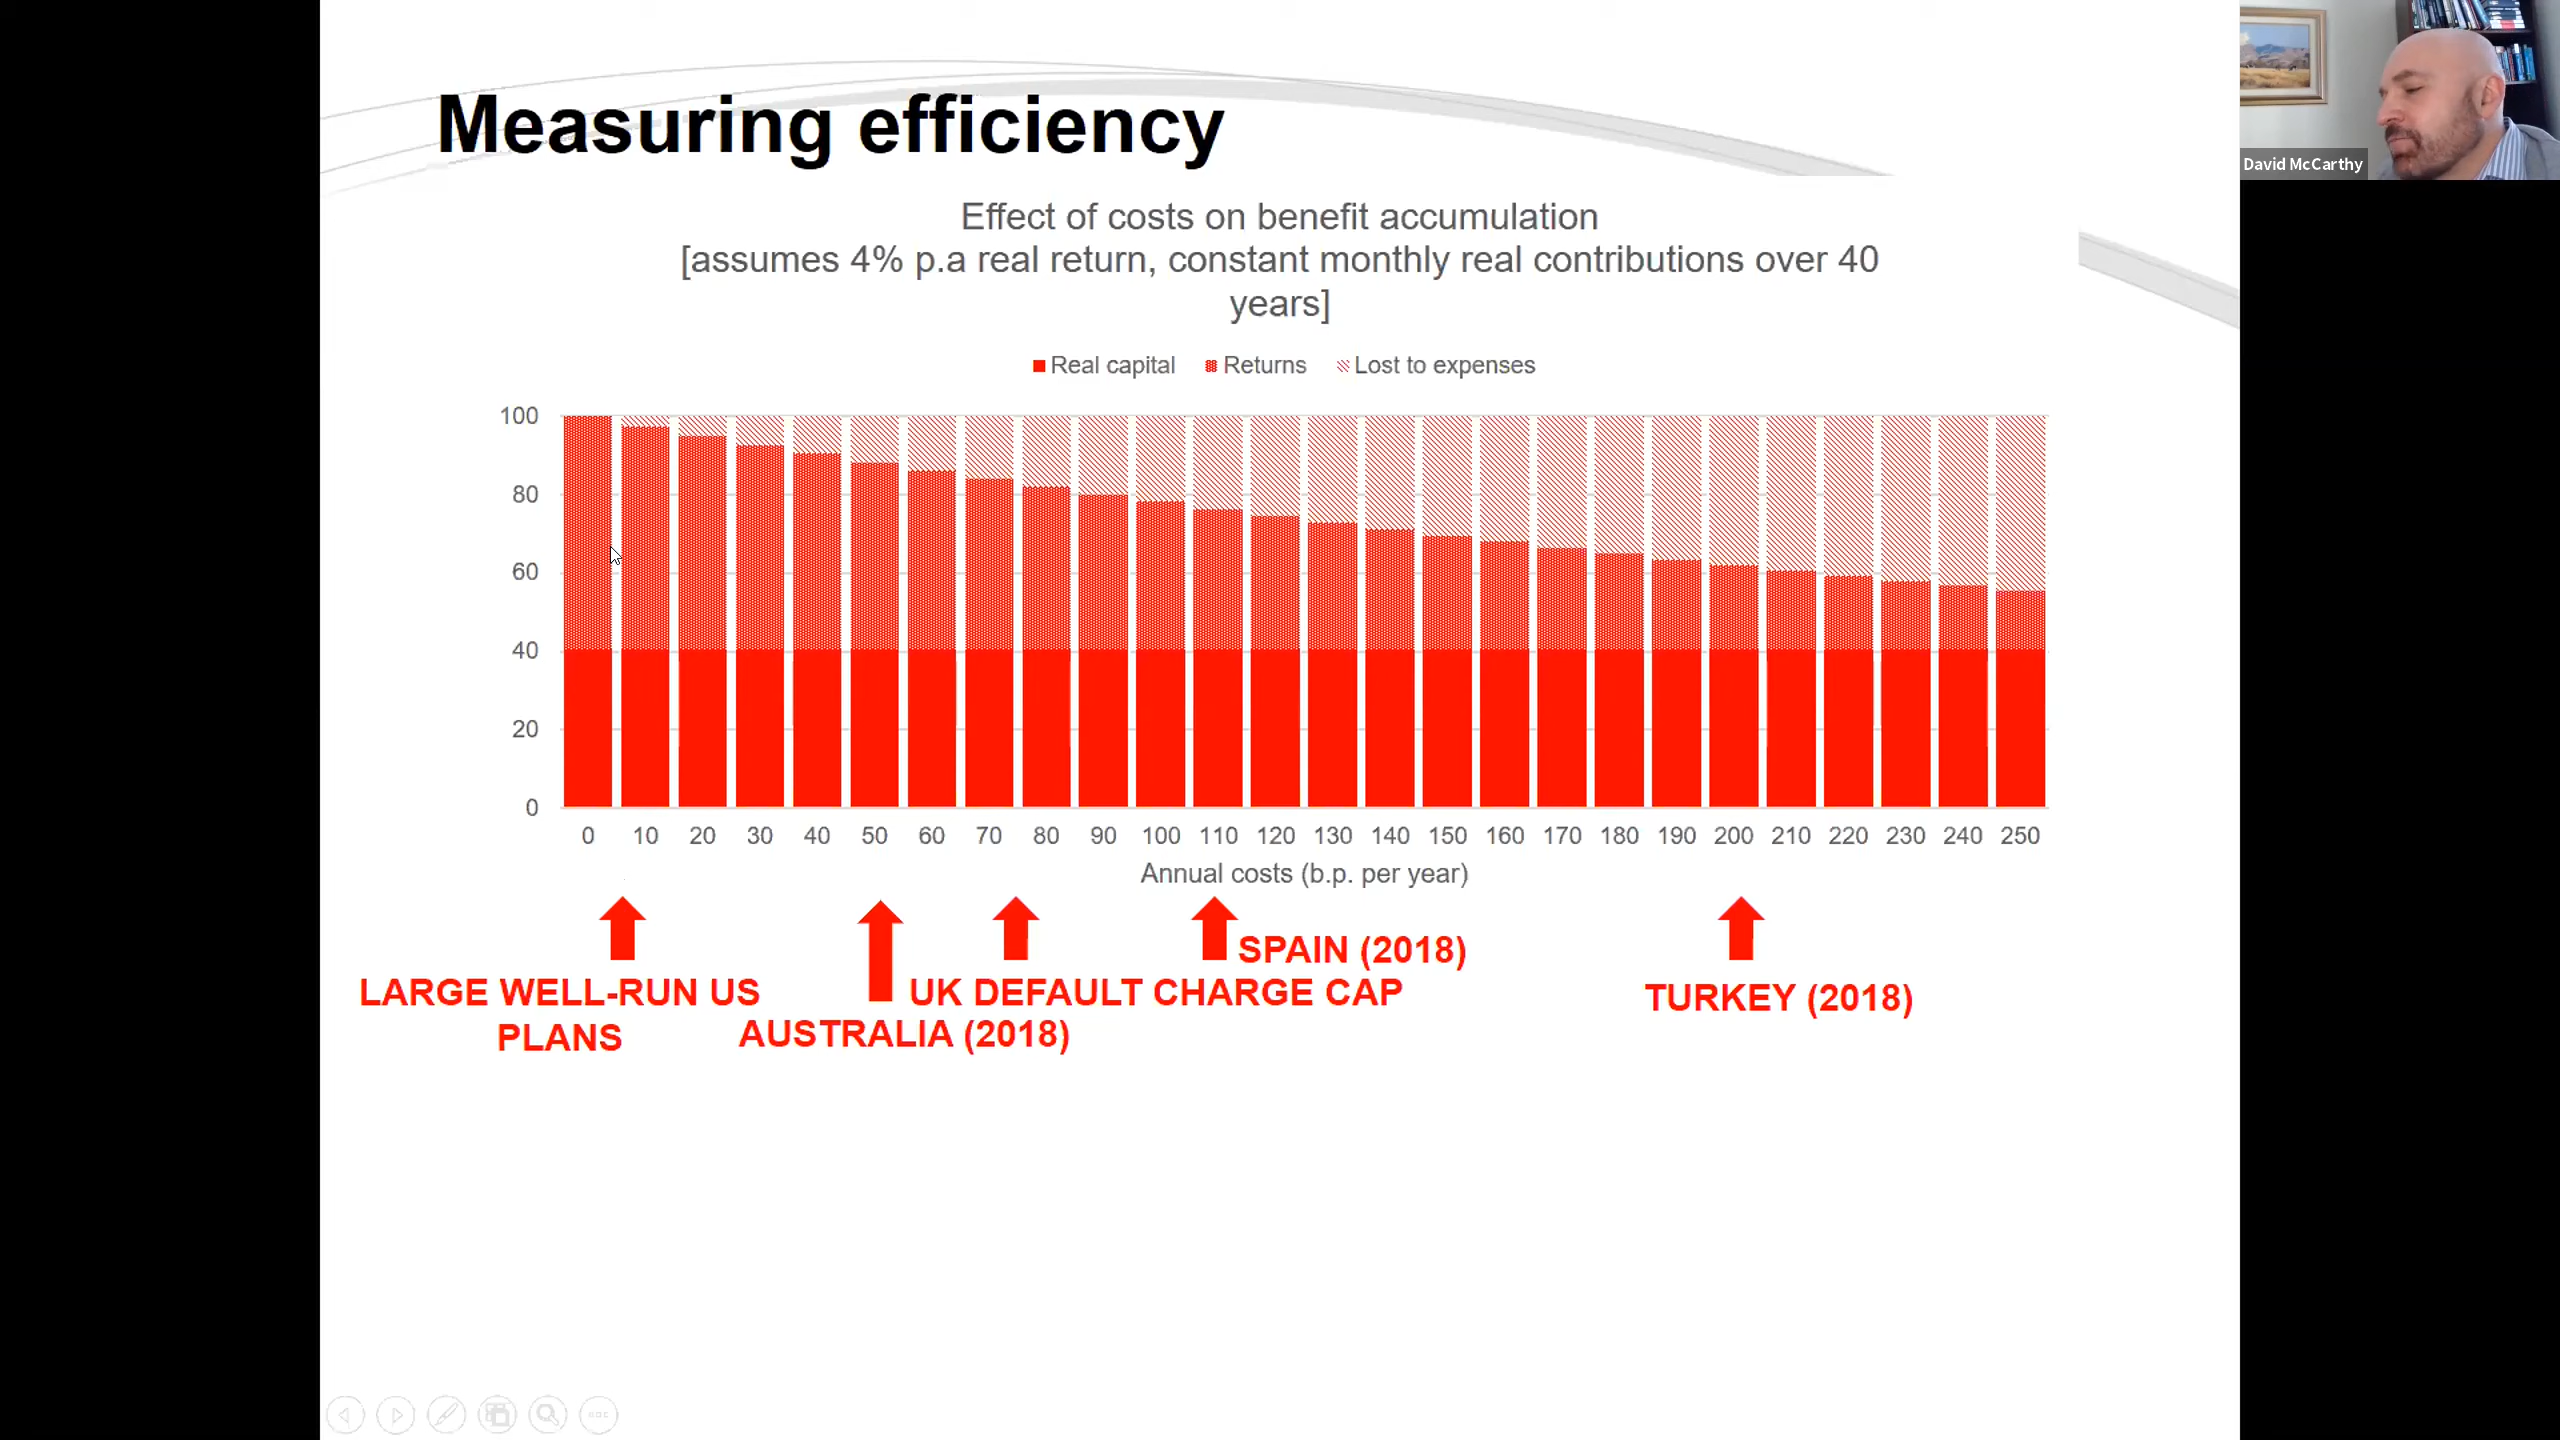 Measuring efficiency
David McCarthy
Effect of costs on benefit accumulation
[assumes 4% p.a real return, constant monthly real contributions over 40
years]
Real capital Returns Lost to expenses
100
80
60
40
20
0
0 10 20 30 40 50 60 70 80 90 100 110 120 130 140 150 160 170 180 190 200 210 220 230 240 250
Annual costs (b.p. per year)
SPAIN (2018)
LARGE WELL-RUN US
PLANS
UK DEFAULT CHARGE CAP
AUSTRALIA (2018)
TURKEY (2018)